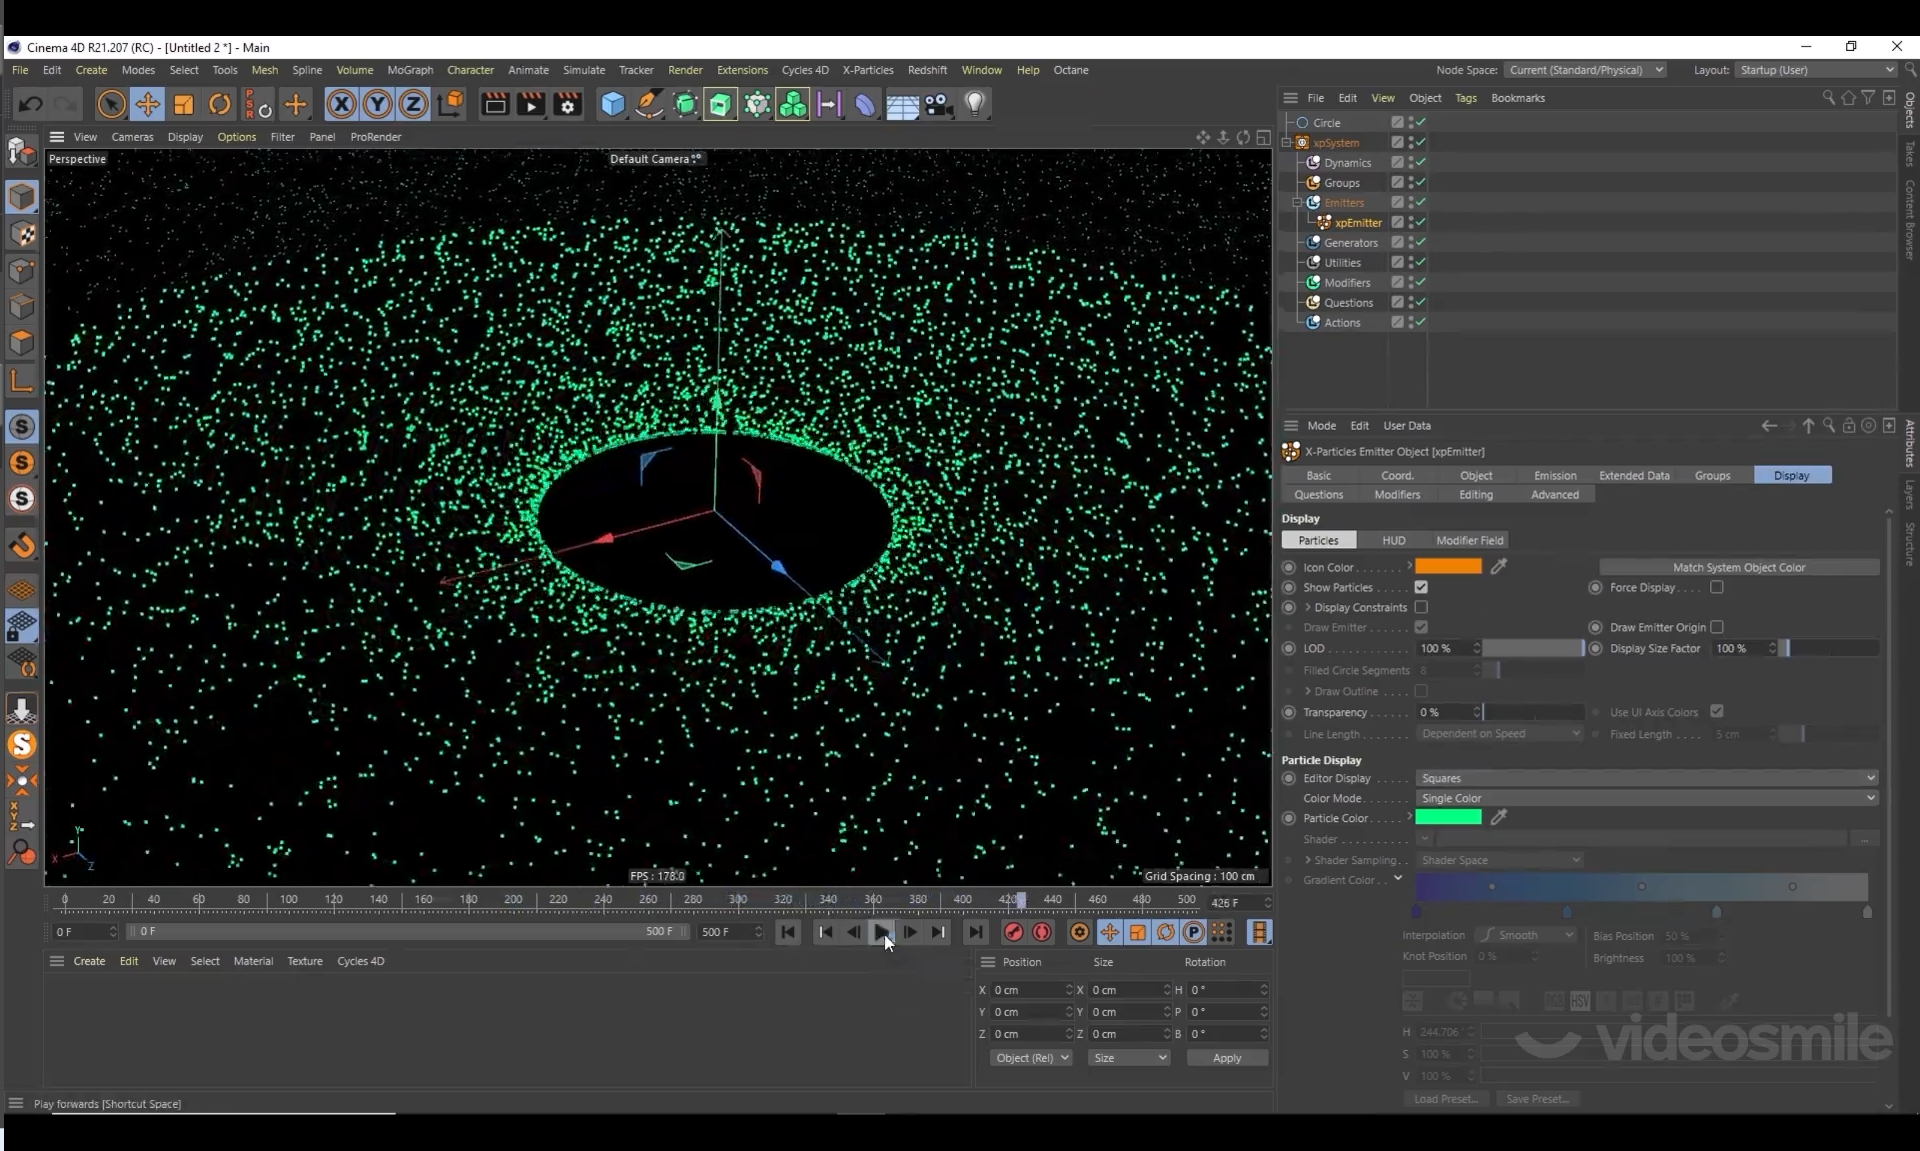 Cinema 4D R21.207 (RC) - [Untitled 2 *] - Main
File Edit Create Modes Select Tools Mesh Spline Volume MoGraph Character Animate Simulate Tracker Render Extensions Cycles 4D X-Particles Redshift Window Help Octane
Node Space: Current (Standard/Physical) Layout: Startup (User)
PSR X Y Z
File Edit View Object Tags Bookmarks
View Cameras Display Options Filter Panel ProRender
Perspective
Default Camera
Circle
xpSystem
Dynamics
Groups
Emitters
xpEmitter
Generators
Utilities
Modifiers
Questions
Actions
Objects
Takes
Content Browser
Mode Edit User Data
X-Particles Emitter Object [xpEmitter]
Basic Coord. Object Emission Extended Data Groups Display
Questions Modifiers Editing Advanced
Attributes
Layers
Structure
Display
Particles HUD Modifier Field
Icon Color Match System Object Color
Show Particles Force Display
Display Constraints
Draw Emitter Draw Emitter Origin
LOD 100 % Display Size Factor 100 %
Filled Circle Segments 8
Draw Outline
Transparency 0 % Use UI Axis Colors
Line Length Dependent on Speed Fixed Length 5 cm
Particle Display
Editor Display Squares
Color Mode Single Color
Particle Color
Shader
Shader Sampling Shader Space
Gradient Color
Interpolation Smooth Bias Position 50 %
Knot Position 0 % Brightness 100 %
HSV
H 244.706
S 100 %
V 100 %
Load Preset... Save Preset...
videosmile
Y X Z
FPS : 178.0
Grid Spacing : 100 cm
0 20 40 60 80 100 120 140 160 180 200 220 240 260 280 300 320 340 360 380 400 420 440 460 480 500 426 F
0 F 0 F 500 F 500 F
Create Edit View Select Material Texture Cycles 4D
Position Size Rotation
X 0 cm X 0 cm H 0 °
Y 0 cm Y 0 cm P 0 °
Z 0 cm Z 0 cm B 0 °
Object (Rel) Size Apply
Play forwards [Shortcut Space]